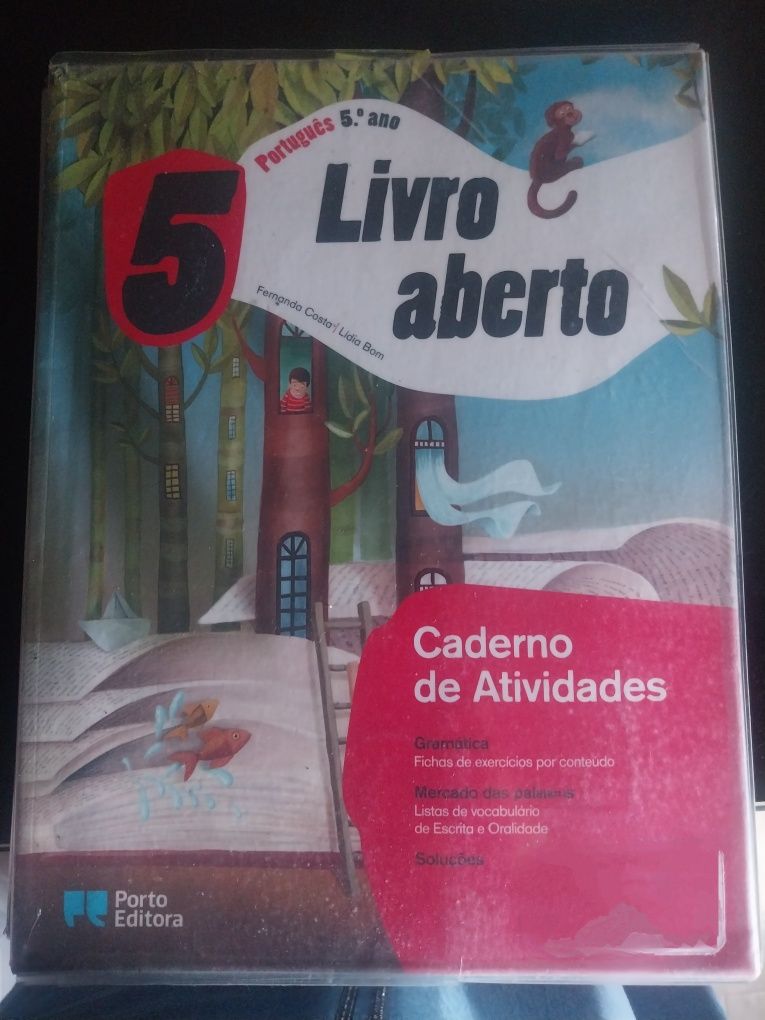 Português 5.º ano
5
Livro
aberto
Fernanda Costa / Lídia Bom
Caderno
de Atividades
Gramática
Fichas de exercícios por conteúdo
Mercado das palavras
Listas de vocabulário
de Escrita e Oralidade
Soluções
Porto
Editora